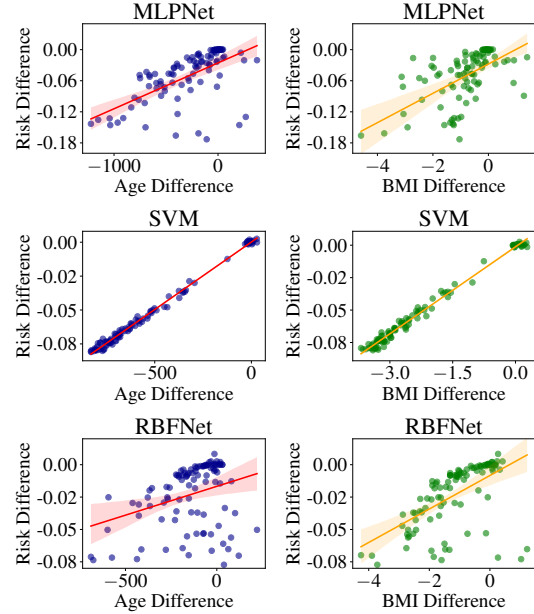 MLPNet
MLPNet
Risk Difference
0.00
-0.06
-0.12
-0.18
−1000
0
Age Difference
Risk Difference
0.00
-0.06
-0.12
-0.18
−4
−2
0
BMI Difference
SVM
SVM
Risk Difference
0.00
-0.02
-0.05
-0.08
−500
0
Age Difference
Risk Difference
0.00
-0.02
-0.05
-0.08
−3.0
−1.5
0.0
BMI Difference
RBFNet
RBFNet
Risk Difference
0.00
-0.02
-0.05
-0.08
−500
0
Age Difference
Risk Difference
0.00
-0.02
-0.05
-0.08
−4
−2
0
BMI Difference